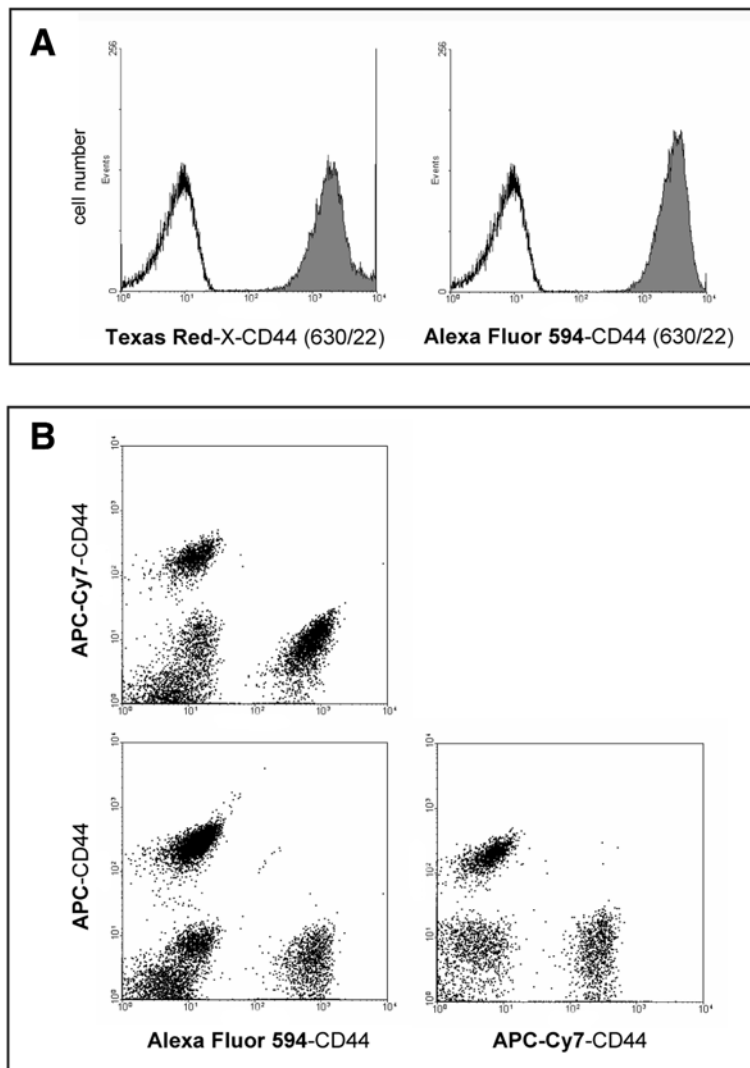 A
cell number
256
Events
0
10⁰ 10¹ 10² 10³ 10⁴
Texas Red-X-CD44 (630/22)
256
Events
0
10⁰ 10¹ 10² 10³ 10⁴
Alexa Fluor 594-CD44 (630/22)
B
APC-Cy7-CD44
10⁴
10³
10²
10¹
10⁰
10⁰ 10¹ 10² 10³ 10⁴
APC-CD44
10⁴
10³
10²
10¹
10⁰
10⁰ 10¹ 10² 10³ 10⁴
Alexa Fluor 594-CD44
10⁴
10³
10²
10¹
10⁰
10⁰ 10¹ 10² 10³ 10⁴
APC-Cy7-CD44